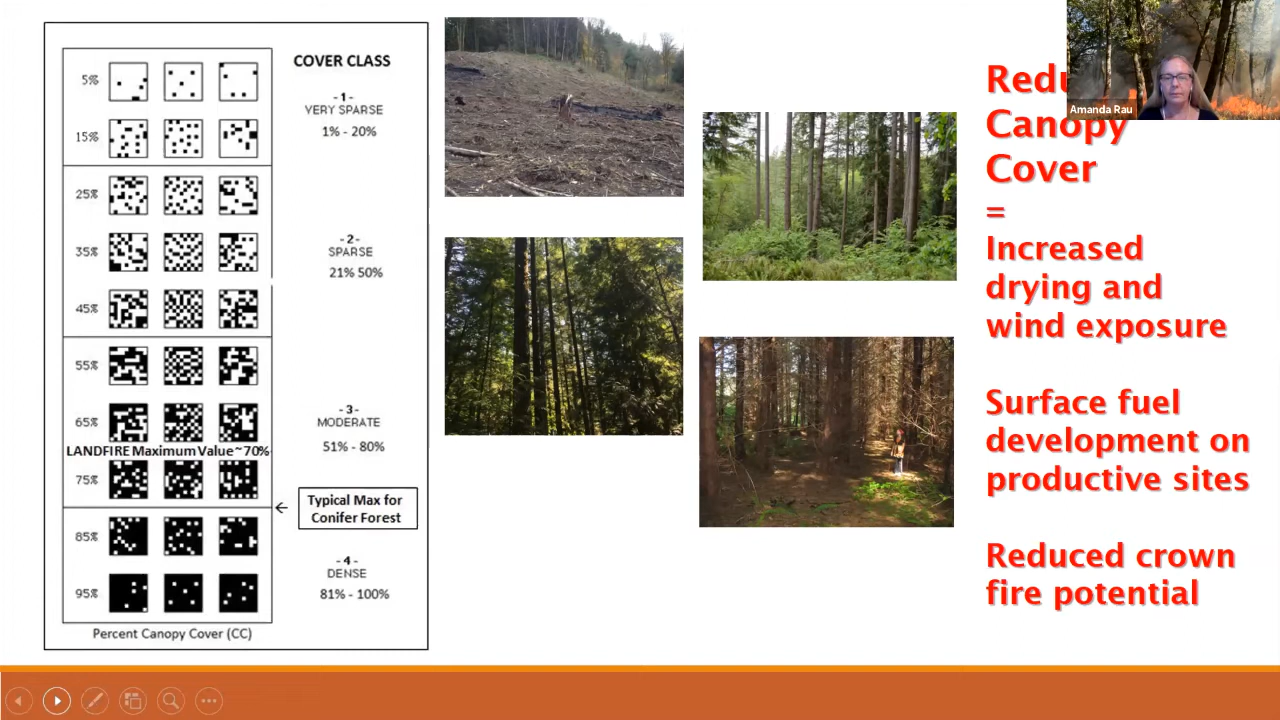 COVER CLASS
5%
- 1 -
VERY SPARSE
1% - 20%
15%
25%
- 2 -
SPARSE
21% 50%
35%
45%
55%
65%
- 3 -
MODERATE
51% - 80%
LANDFIRE Maximum Value ~ 70%
75%
Typical Max for
Conifer Forest
85%
- 4 -
DENSE
81% - 100%
95%
Percent Canopy Cover (CC)
Amanda Rau
Canopy
Cover
=
Increased
drying and
wind exposure
Surface fuel
development on
productive sites
Reduced crown
fire potential